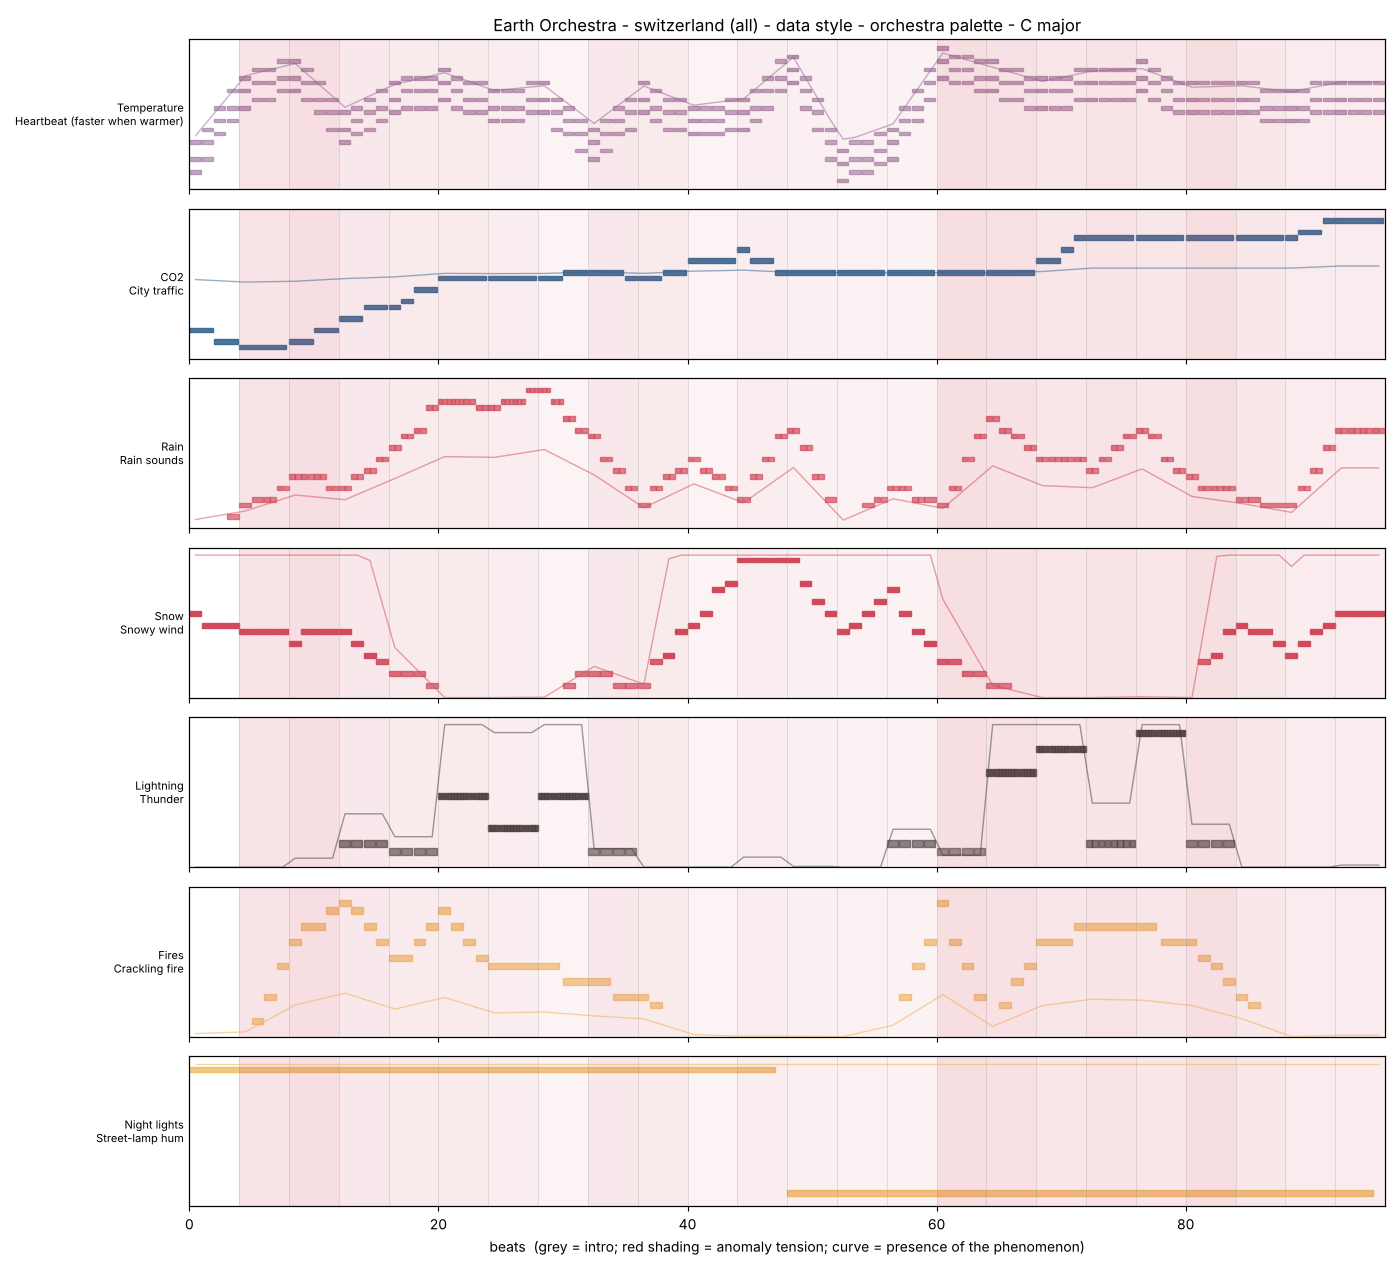 Earth Orchestra - switzerland (all) - data style - orchestra palette - C major
Temperature
Heartbeat (faster when warmer)
CO2
City traffic
Rain
Rain sounds
Snow
Snowy wind
Lightning
Thunder
Fires
Crackling fire
Night lights
Street-lamp hum
0 20 40 60 80
beats (grey = intro; red shading = anomaly tension; curve = presence of the phenomenon)